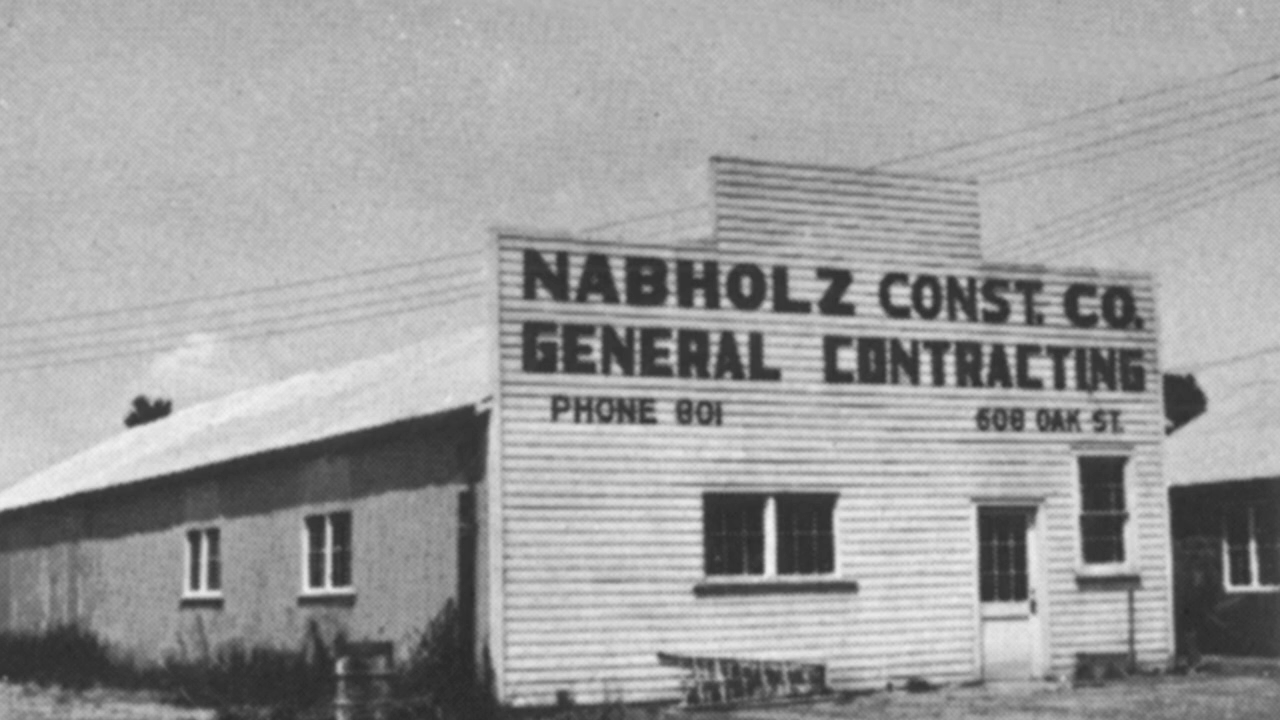 NABHOLZ CONST. CO.
GENERAL CONTRACTING
PHONE 801 608 OAK ST.